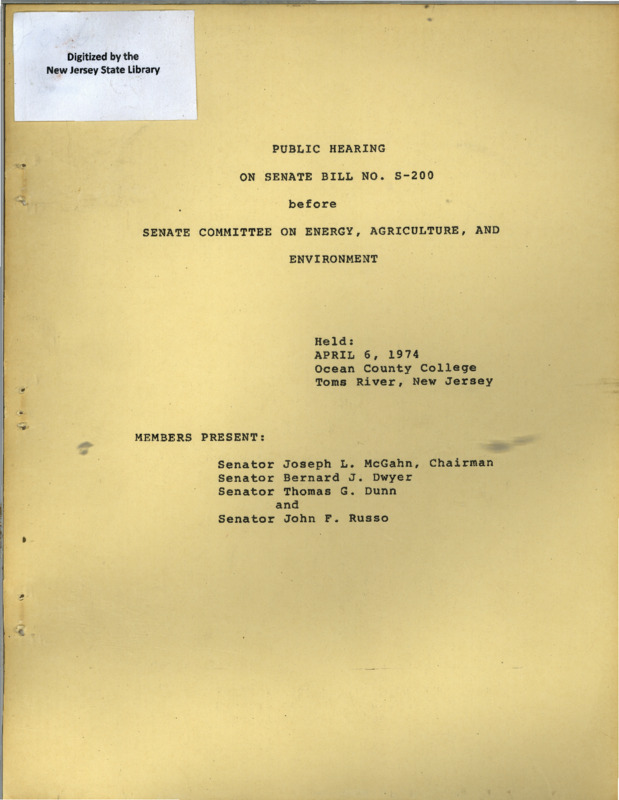 Digitized by the
New Jersey State Library
PUBLIC HEARING
ON SENATE BILL NO. S-200
before
SENATE COMMITTEE ON ENERGY, AGRICULTURE, AND
ENVIRONMENT
Held:
APRIL 6, 1974
Ocean County College
Toms River, New Jersey
MEMBERS PRESENT:
Senator Joseph L. McGahn, Chairman
Senator Bernard J. Dwyer
Senator Thomas G. Dunn
and
Senator John F. Russo